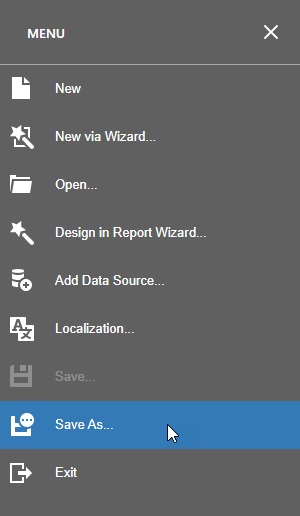 MENU
New
New via Wizard...
Open...
Design in Report Wizard...
Add Data Source...
Localization...
Save...
Save As...
Exit